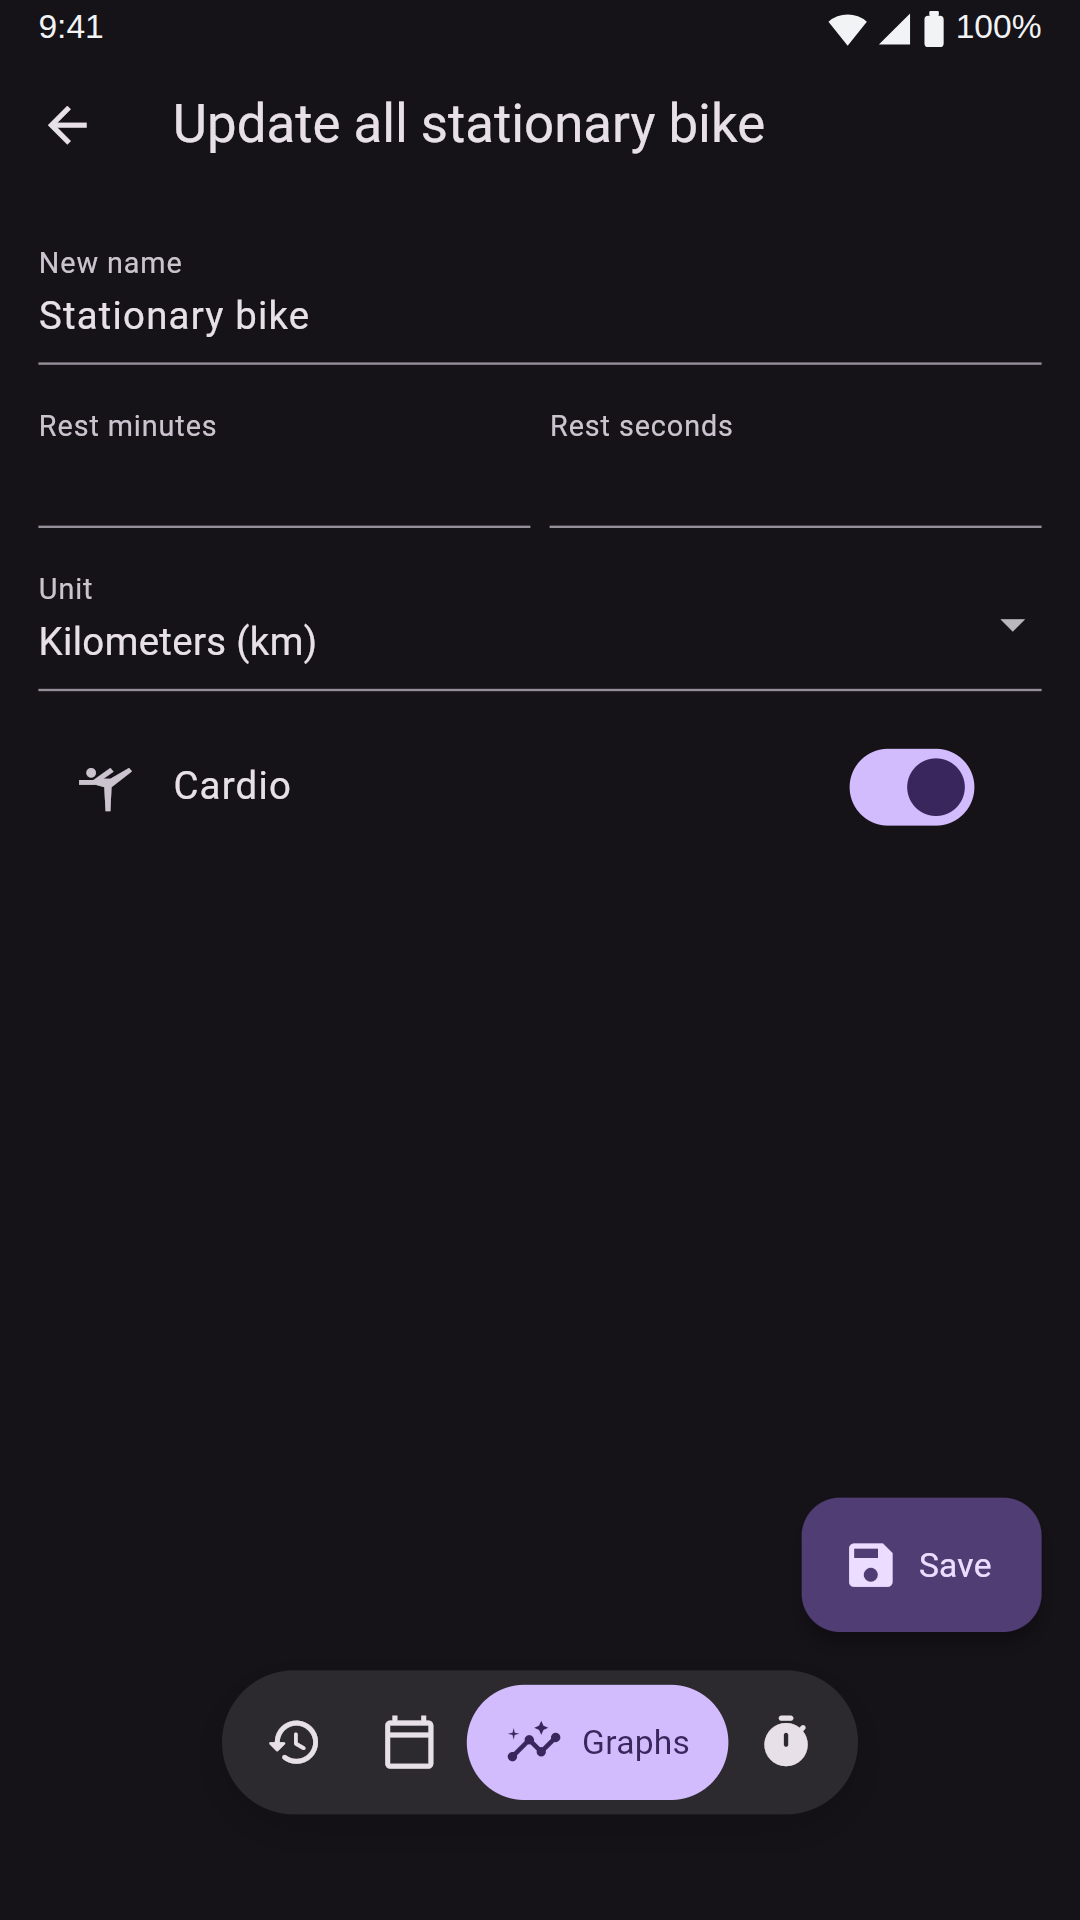 9:41
100%
Update all stationary bike
New name
Stationary bike
Rest minutes
Rest seconds
Unit
Kilometers (km)
Cardio
Save
Graphs